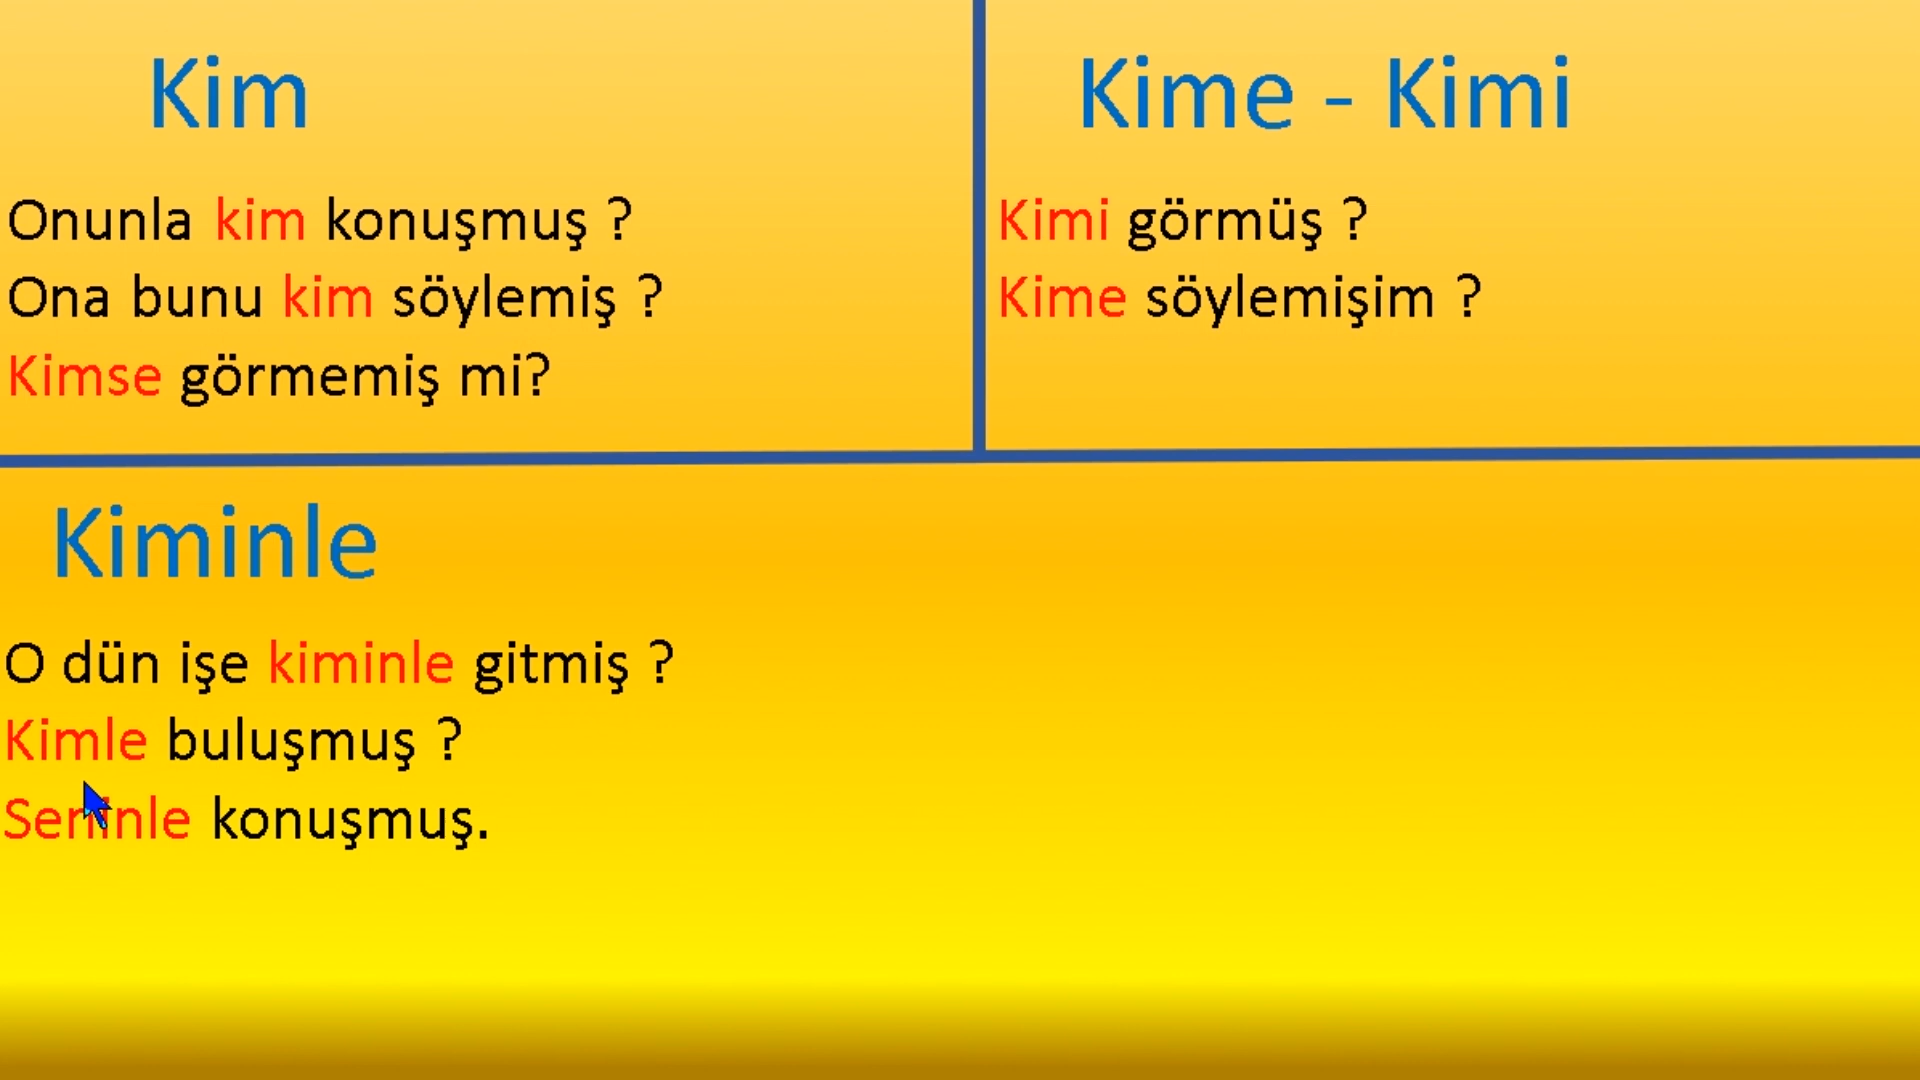 Kim
Onunla kim konuşmuş ?
Ona bunu kim söylemiş ?
Kimse görmemiş mi?
Kime - Kimi
Kimi görmüş ?
Kime söylemişim ?
Kiminle
O dün işe kiminle gitmiş ?
Kimle buluşmuş ?
Seninle konuşmuş.